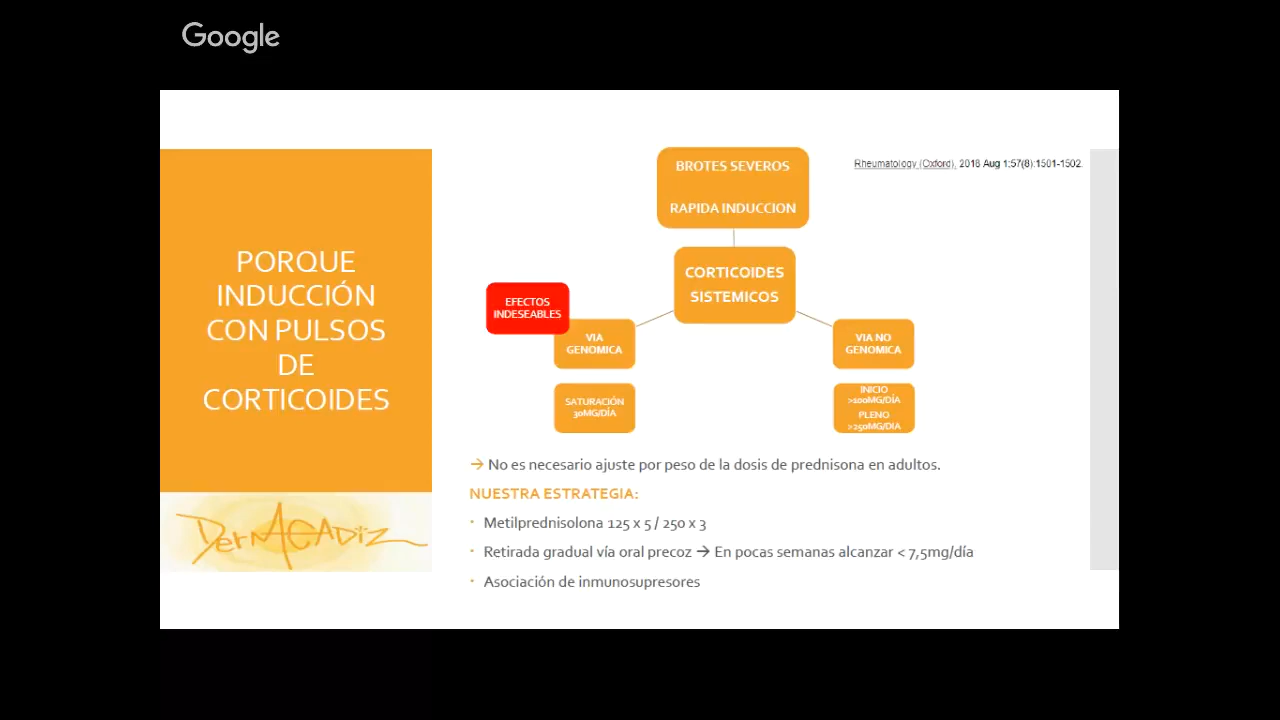 Google
PORQUE
INDUCCIÓN
CON PULSOS
DE
CORTICOIDES
DermACADIZ
BROTES SEVEROS
RAPIDA INDUCCION
Rheumatology (Oxford). 2018 Aug 1;57(8):1501-1502.
CORTICOIDES
SISTEMICOS
EFECTOS
INDESEABLES
VIA
GENOMICA
VIA NO
GENOMICA
SATURACIÓN
30MG/DÍA
INICIO
>100MG/DÍA
PLENO
>250MG/DIA
→ No es necesario ajuste por peso de la dosis de prednisona en adultos.
NUESTRA ESTRATEGIA:
• Metilprednisolona 125 x 5 / 250 x 3
• Retirada gradual vía oral precoz → En pocas semanas alcanzar < 7,5mg/día
• Asociación de inmunosupresores